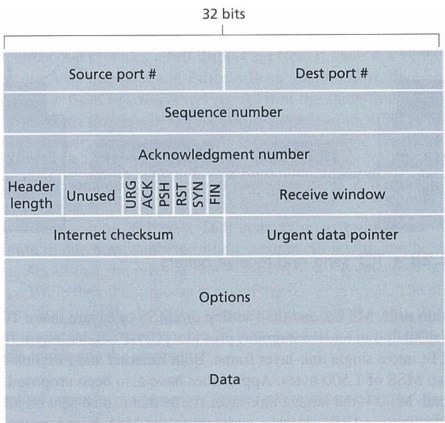 32 bits
Source port # Dest port #
Sequence number
Acknowledgment number
Header length Unused URG ACK PSH RST SYN FIN Receive window
Internet checksum Urgent data pointer
Options
Data